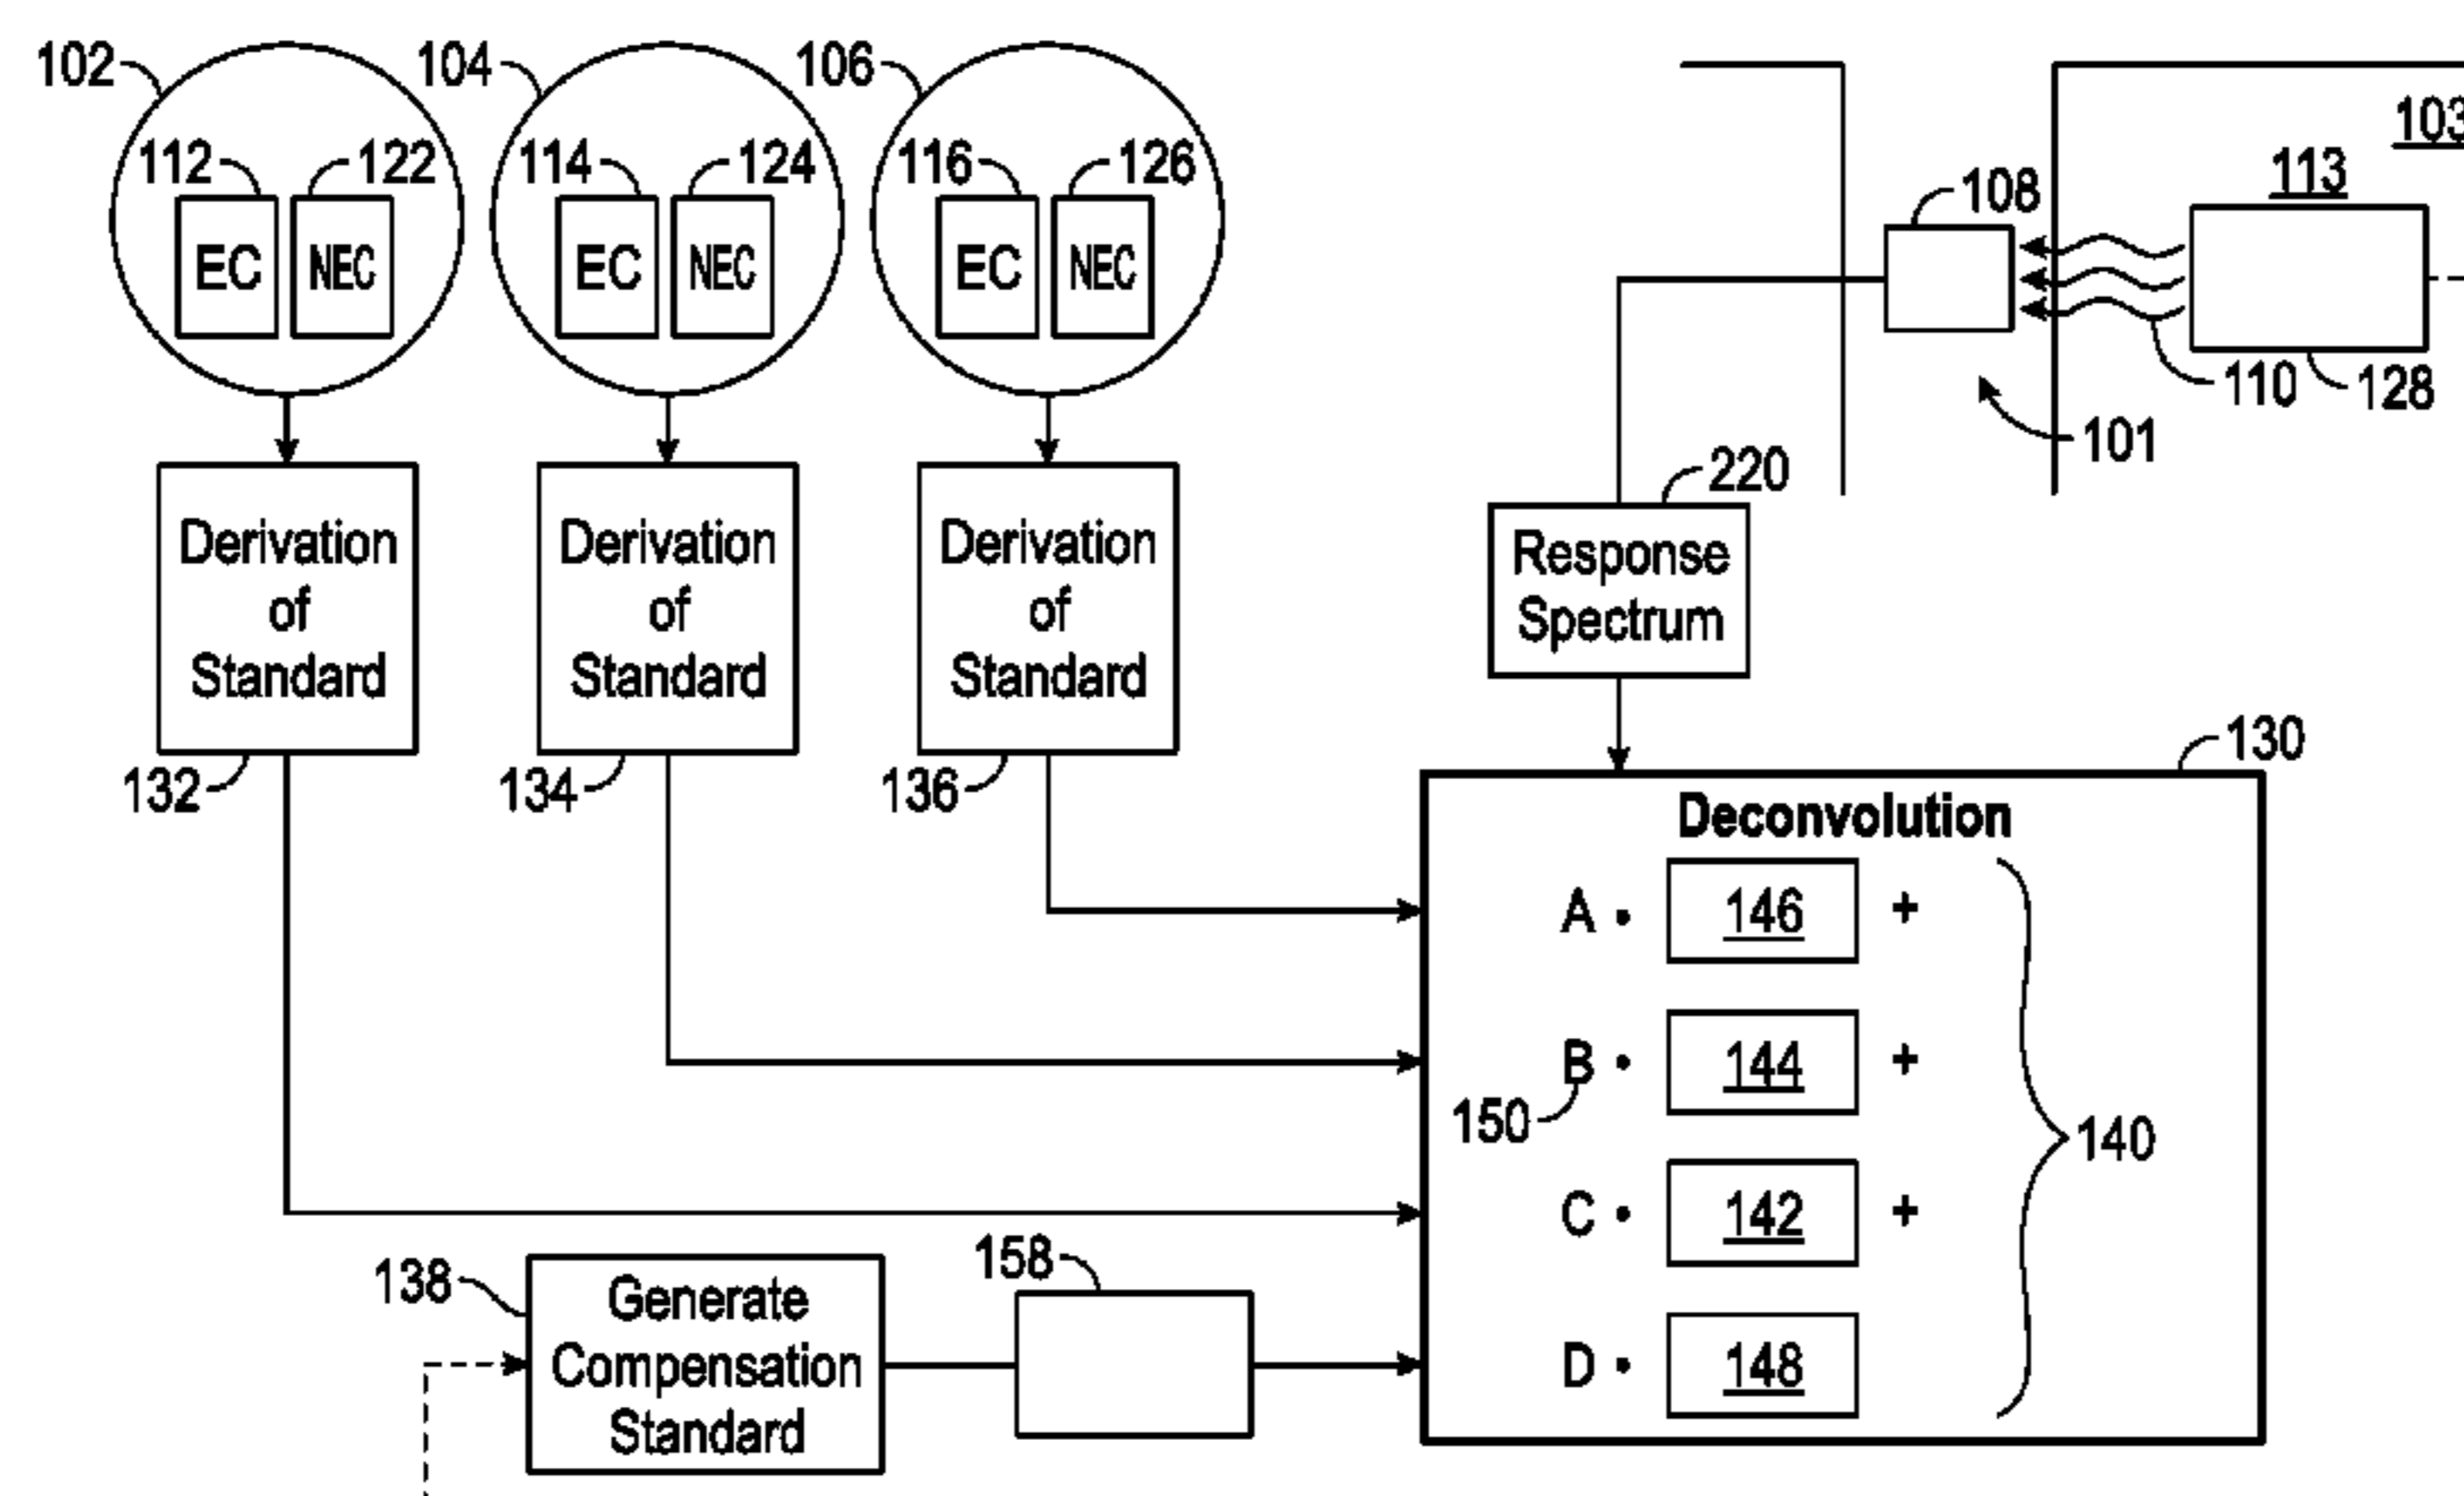 102
104
106
103
112
122
114
124
116
126
113
108
EC
NEC
EC
NEC
EC
NEC
110
128
101
220
Derivation
of
Standard
Derivation
of
Standard
Derivation
of
Standard
Response
Spectrum
132
134
136
130
Deconvolution
A • 146 +
B • 144 +
150
140
C • 142 +
D • 148
138
Generate
Compensation
Standard
158